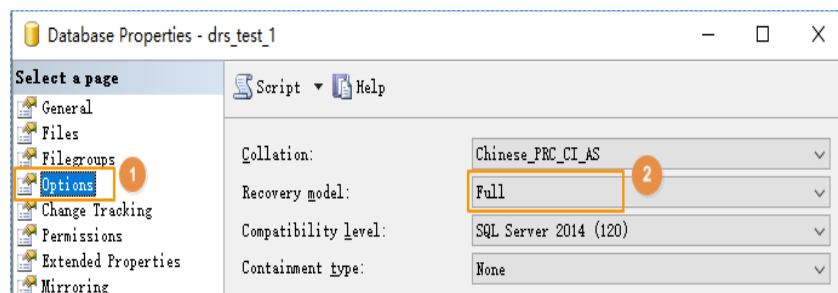 Database Properties - drs_test_1
Select a page
General
Files
Filegroups
Options
1
Change Tracking
Permissions
Extended Properties
Mirroring
Script Help
Collation: Chinese_PRC_CI_AS
2
Recovery model: Full
Compatibility level: SQL Server 2014 (120)
Containment type: None